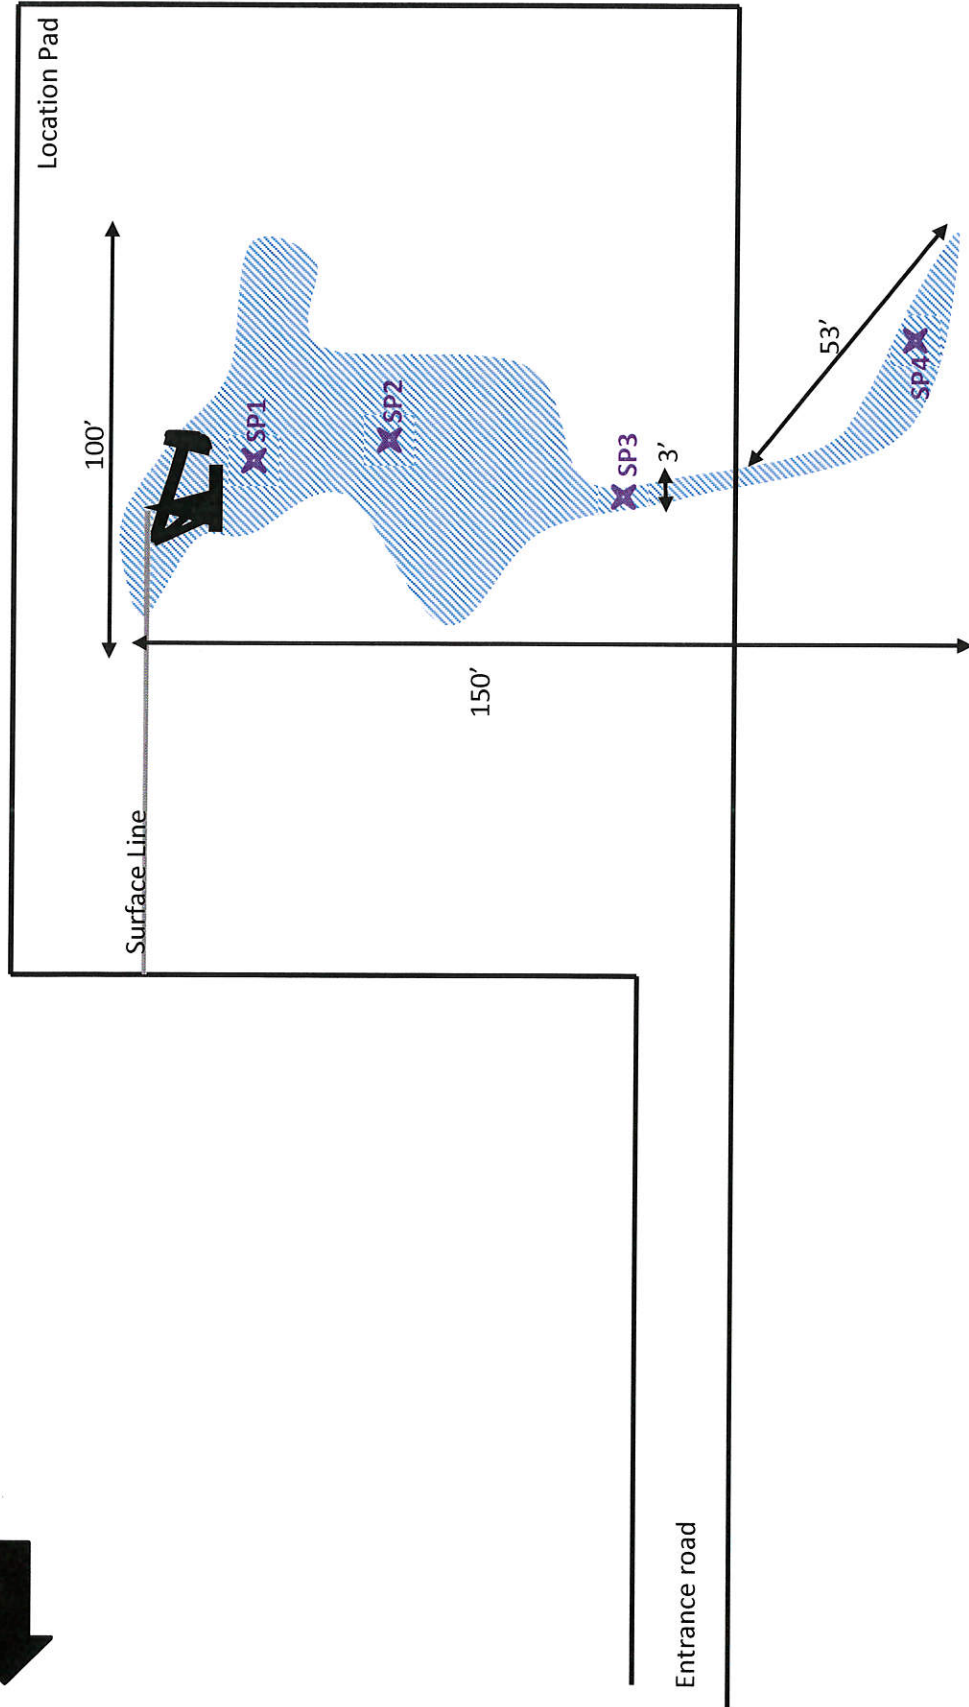 Location Pad
100’
SP1
SP2
53’
SP4
SP3
3’
150’
Surface Line
Entrance road